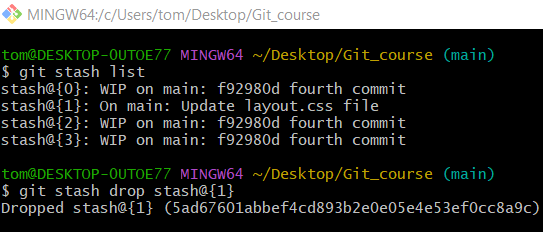 MINGW64:/c/Users/tom/Desktop/Git_course
tom@DESKTOP-OUTOE77 MINGW64 ~/Desktop/Git_course (main)
$ git stash list
stash@{0}: WIP on main: f92980d fourth commit
stash@{1}: On main: Update layout.css file
stash@{2}: WIP on main: f92980d fourth commit
stash@{3}: WIP on main: f92980d fourth commit
tom@DESKTOP-OUTOE77 MINGW64 ~/Desktop/Git_course (main)
$ git stash drop stash@{1}
Dropped stash@{1} (5ad67601abbef4cd893b2e0e05e4e53ef0cc8a9c)